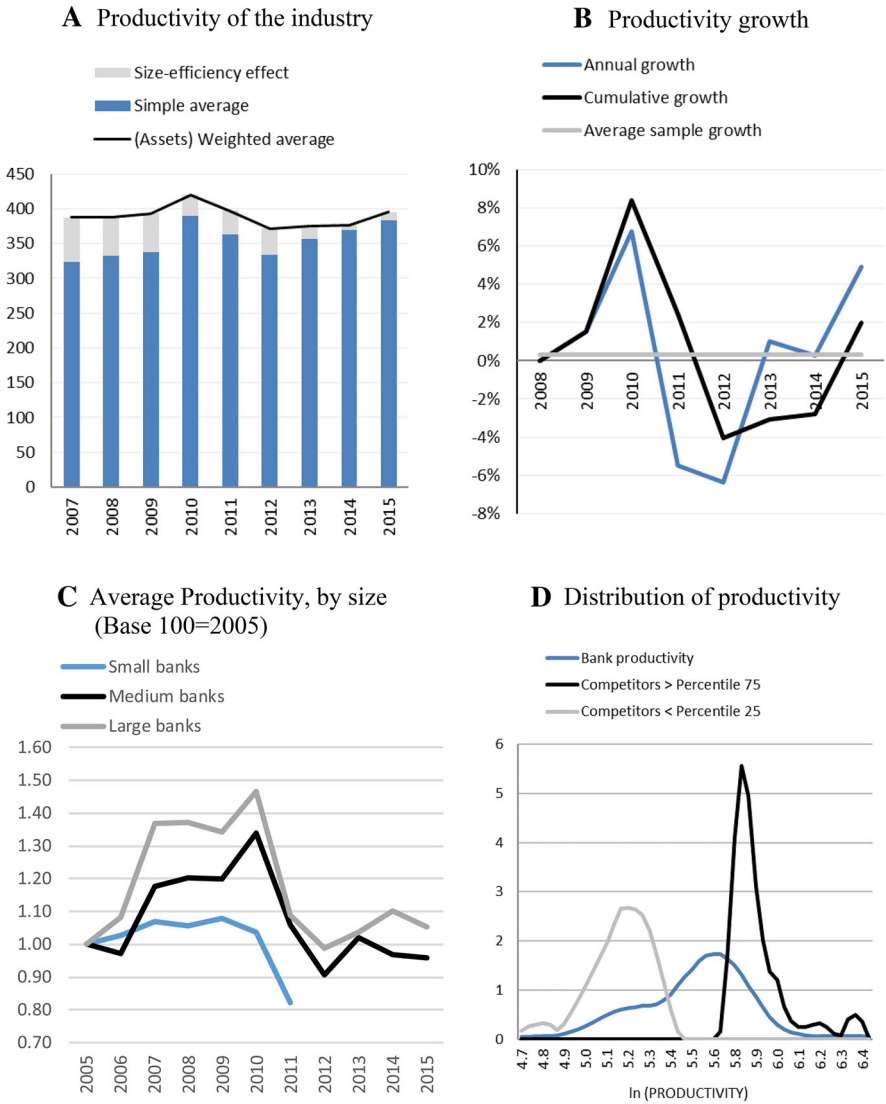 A Productivity of the industry
Size-efficiency effect
Simple average
(Assets) Weighted average
450
400
350
300
250
200
150
100
50
0
2007 2008 2009 2010 2011 2012 2013 2014 2015
B Productivity growth
Annual growth
Cumulative growth
Average sample growth
10%
8%
6%
4%
2%
0%
-2%
-4%
-6%
-8%
2008 2009 2010 2011 2012 2013 2014 2015
C Average Productivity, by size
(Base 100=2005)
Small banks
Medium banks
Large banks
1.60
1.50
1.40
1.30
1.20
1.10
1.00
0.90
0.80
0.70
2005 2006 2007 2008 2009 2010 2011 2012 2013 2014 2015
D Distribution of productivity
Bank productivity
Competitors > Percentile 75
Competitors < Percentile 25
6
5
4
3
2
1
0
4.7 4.8 4.9 5.0 5.1 5.2 5.3 5.4 5.5 5.6 5.8 5.9 6.0 6.1 6.2 6.3 6.4
ln (PRODUCTIVITY)